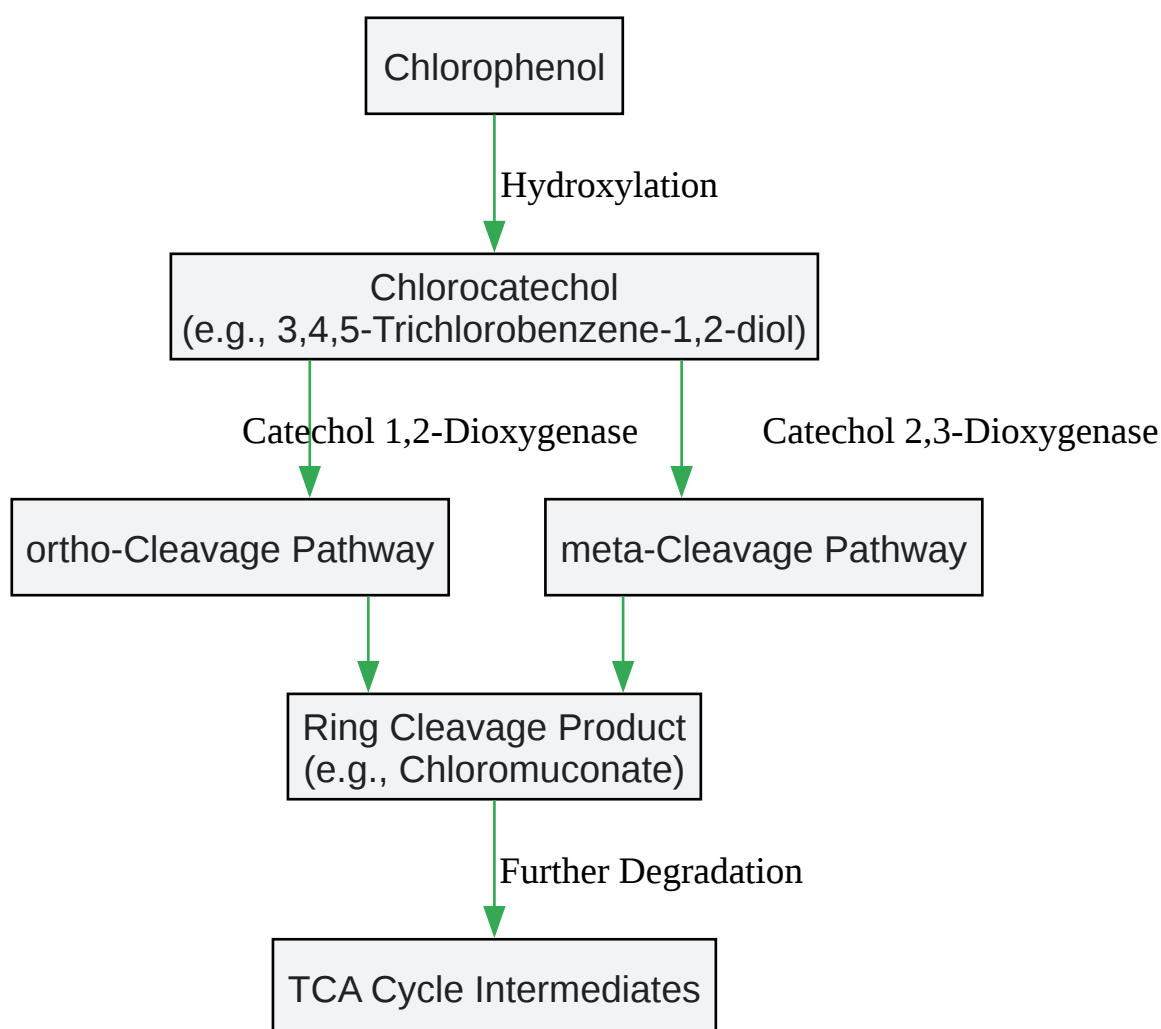 Chlorophenol
Hydroxylation
Chlorocatechol
(e.g., 3,4,5-Trichlorobenzene-1,2-diol)
Catechol 1,2-Dioxygenase
Catechol 2,3-Dioxygenase
ortho-Cleavage Pathway
meta-Cleavage Pathway
Ring Cleavage Product
(e.g., Chloromuconate)
Further Degradation
TCA Cycle Intermediates